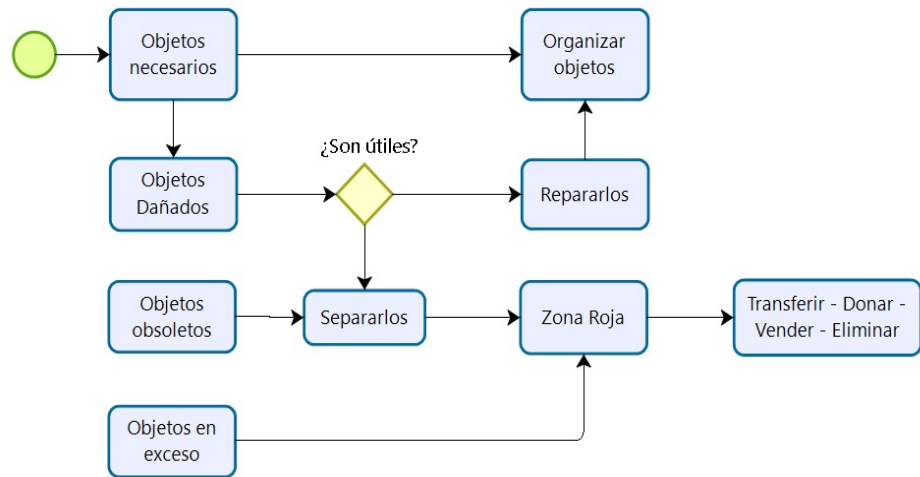 Objetos
necesarios
Organizar
objetos
¿Son útiles?
Objetos
Dañados
Repararlos
Objetos
obsoletos
Separarlos
Zona Roja
Transferir - Donar -
Vender - Eliminar
Objetos en
exceso